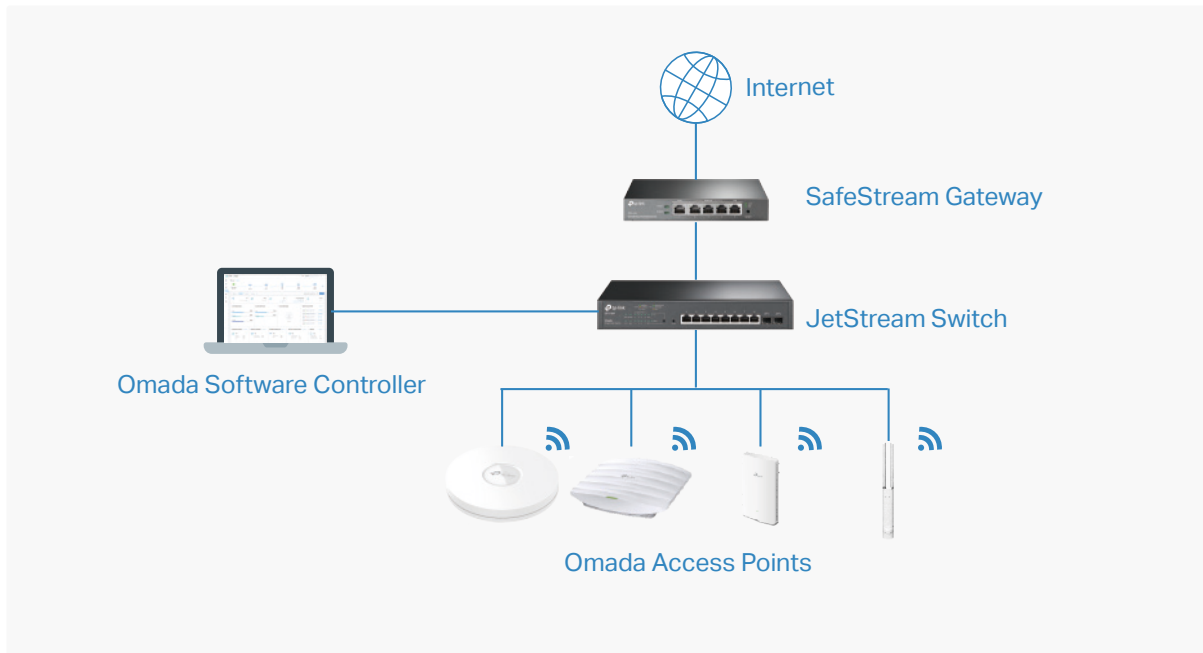 Internet
SafeStream Gateway
JetStream Switch
Omada Software Controller
Omada Access Points